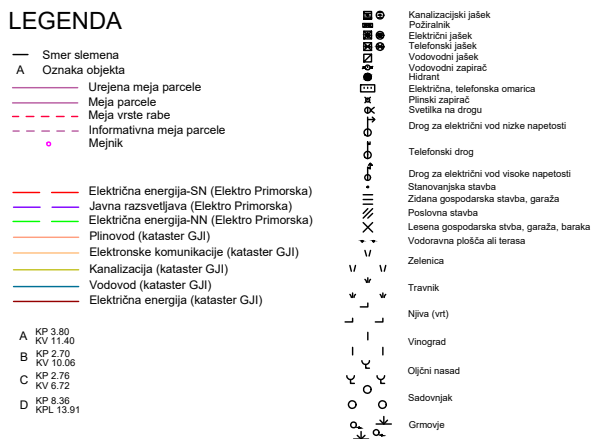 LEGENDA
Smer slemena
A Oznaka objekta
Urejena meja parcele
Meja parcele
Meja vrste rabe
Informativna meja parcele
Mejnik
Električna energija-SN (Elektro Primorska)
Javna razsvetljava (Elektro Primorska)
Električna energija-NN (Elektro Primorska)
Plinovod (kataster GJI)
Elektronske komunikacije (kataster GJI)
Kanalizacija (kataster GJI)
Vodovod (kataster GJI)
Električna energija (kataster GJI)
A KP 3.80
KV 11.40
B KP 2.70
KV 10.06
C KP 2.76
KV 6.72
D KP 8.36
KPL 13.91
Kanalizacijski jašek
Požiralnik
Električni jašek
Telefonski jašek
Vodovodni jašek
Vodovodni zapirač
Hidrant
Električna, telefonska omarica
Plinski zapirač
Svetilka na drogu
Drog za električni vod nizke napetosti
Telefonski drog
Drog za električni vod visoke napetosti
Stanovanjska stavba
Zidana gospodarska stavba, garaža
Poslovna stavba
Lesena gospodarska stvba, garaža, baraka
Vodoravna plošča ali terasa
Zelenica
Travnik
Njiva (vrt)
Vinograd
Oljčni nasad
Sadovnjak
Grmovje